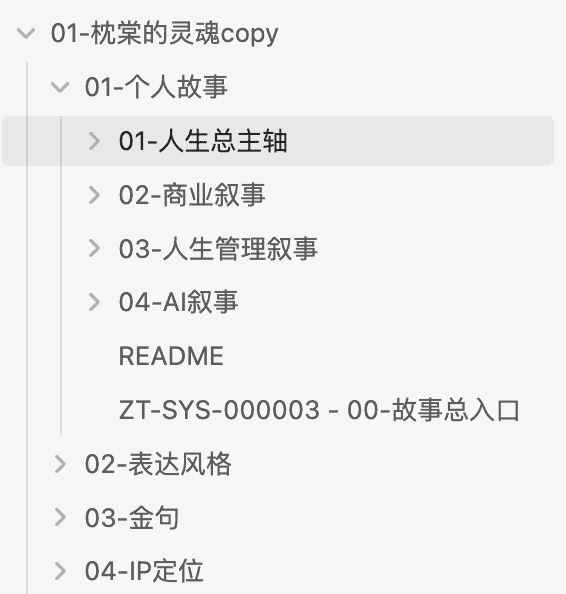 01-枕棠的灵魂copy
01-个人故事
01-人生总主轴
02-商业叙事
03-人生管理叙事
04-AI叙事
README
ZT-SYS-000003 - 00-故事总入口
02-表达风格
03-金句
04-IP定位